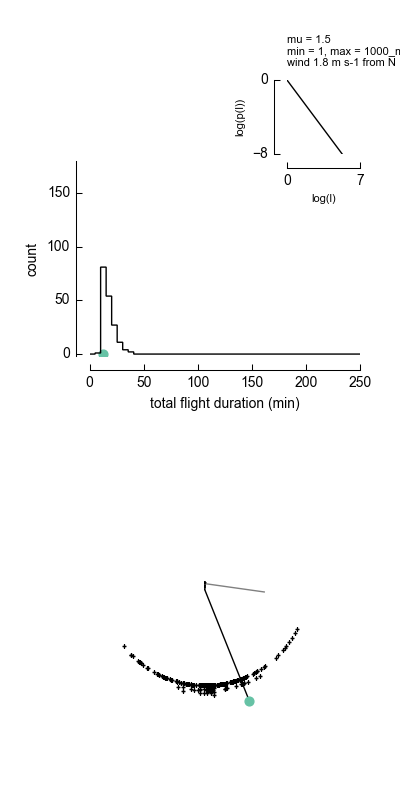 mu = 1.5
min = 1, max = 1000_m
wind 1.8 m s-1 from N
0
log(p(l))
−8
0 7
log(l)
150
100
count
50
0
0 50 100 150 200 250
total flight duration (min)